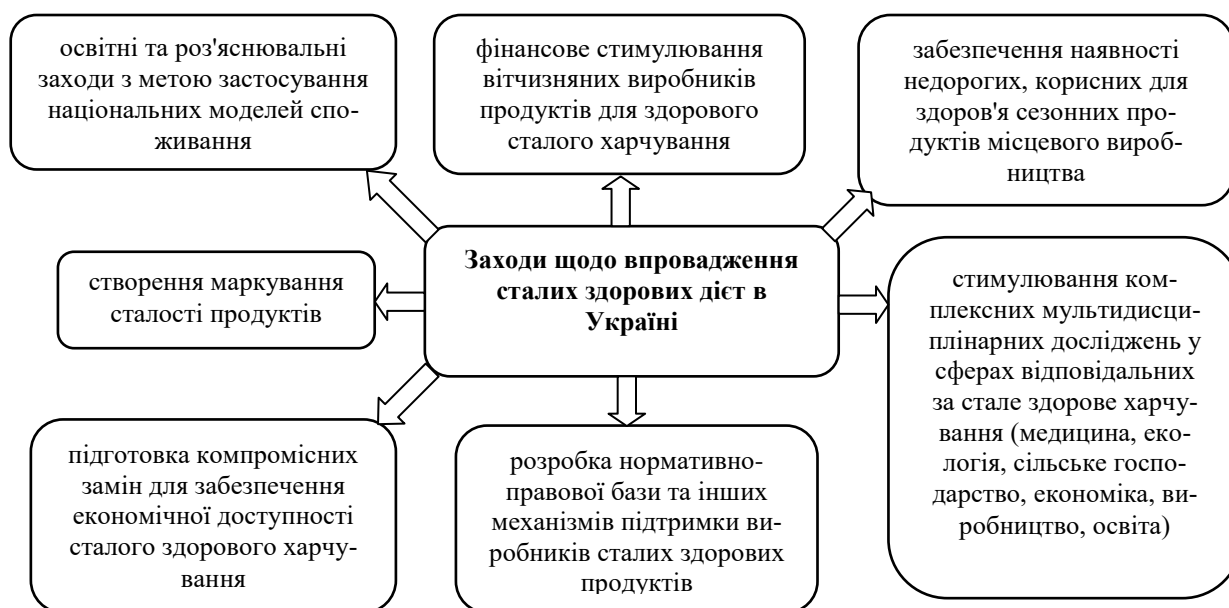 освітні та роз'яснювальні
заходи з метою застосування
національних моделей спо-
живання
фінансове стимулювання
вітчизняних виробників
продуктів для здорового
сталого харчування
забезпечення наявності
недорогих, корисних для
здоров'я сезонних про-
дуктів місцевого вироб-
ництва
створення маркування
сталості продуктів
Заходи щодо впровадження
сталих здорових дієт в
Україні
стимулювання ком-
плексних мультидисци-
плінарних досліджень у
сферах відповідальних
за стале здорове харчу-
вання (медицина, еко-
логія, сільське госпо-
дарство, економіка, ви-
робництво, освіта)
підготовка компромісних
замін для забезпечення
економічної доступності
сталого здорового харчу-
вання
розробка нормативно-
правової бази та інших
механізмів підтримки ви-
робників сталих здорових
продуктів